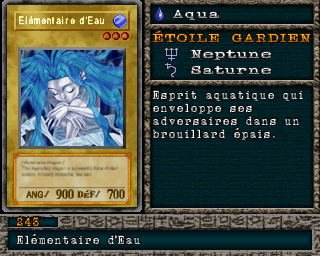 Elémentaire d'Eau
ANG/ 900 DÉF/ 700
Aqua
ÉTOILE GARDIEN
Neptune
Saturne
Esprit aquatique qui
enveloppe ses
adversaires dans un
brouillard épais.
243
Elémentaire d'Eau